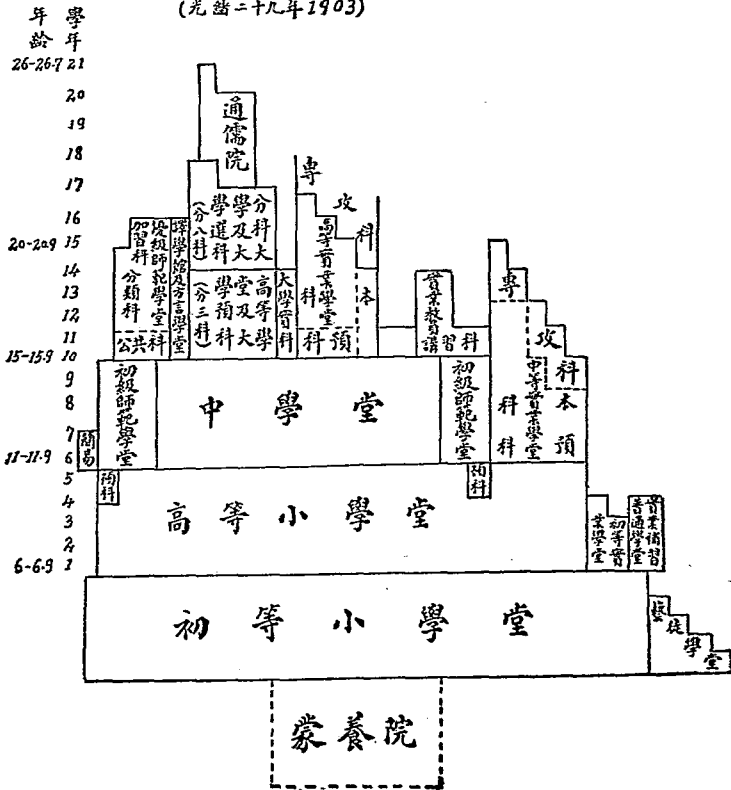 (光緒二十九年1903)
學年
年齡
26-26.7 21
20
19
18
17
16
20-20.9 15
14
13
12
11
15-15.9 10
9
8
7
11-11.9 6
5
4
3
2
6-6.9 1
通儒院
分科大
學及大
學選科
(分八科)
高等學
堂及大
學預科
(分三科)
大學實科
譯學館及方言學堂
優級師範學堂
加習科
分類科
公共科
專攻科
高等實業學堂
本科
預科
實業教員講習科
專攻科
中等實業學堂
本科
預科
初級師範學堂
中學堂
初級師範學堂
簡易科
預科
預科
高等小學堂
初等實業學堂
實業補習普通學堂
初等小學堂
藝徒學堂
蒙養院